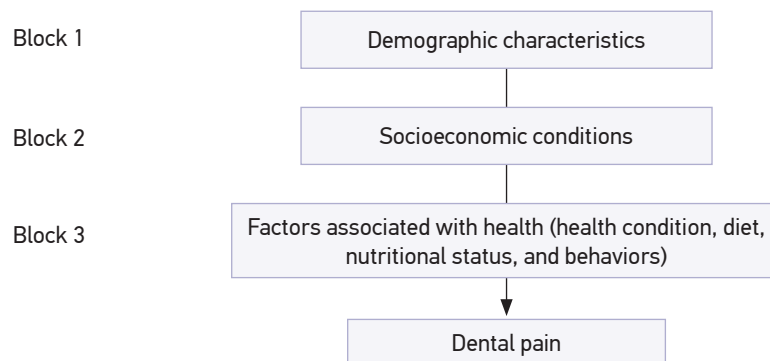 Block 1
Demographic characteristics
Block 2
Socioeconomic conditions
Block 3
Factors associated with health (health condition, diet,
nutritional status, and behaviors)
Dental pain